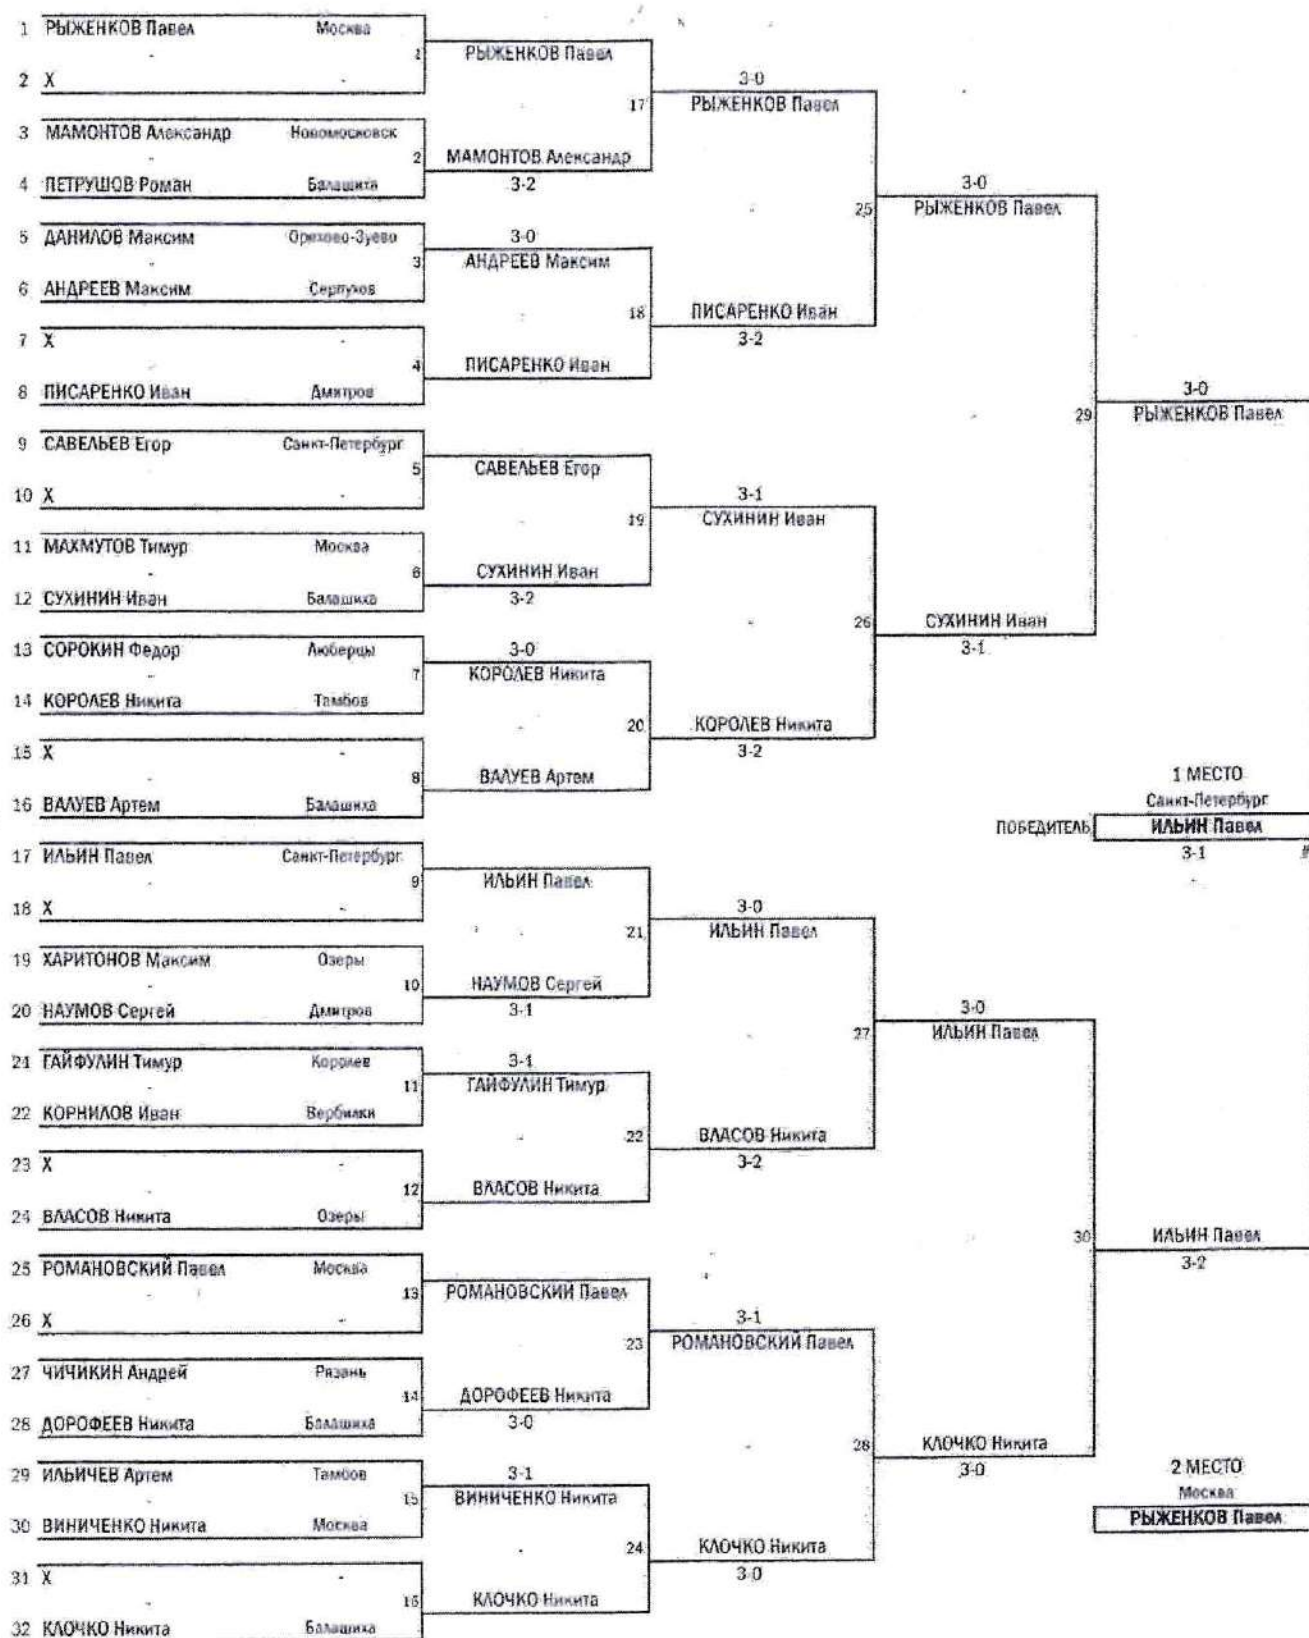 1 РЫЖЕНКОВ Павел Москва
1 РЫЖЕНКОВ Павел
2 X -
3-0
17 РЫЖЕНКОВ Павел
3 МАМОНТОВ Александр Новомосковск
2 МАМОНТОВ Александр
4 ПЕТРУШОВ Роман Балашиха
3-2
3-0
25 РЫЖЕНКОВ Павел
5 ДАНИЛОВ Максим Орехово-Зуево
3-0
3 АНДРЕЕВ Максим
6 АНДРЕЕВ Максим Серпухов
18 ПИСАРЕНКО Иван
3-2
7 X -
4 ПИСАРЕНКО Иван
8 ПИСАРЕНКО Иван Дмитров
3-0
29 РЫЖЕНКОВ Павел
9 САВЕЛЬЕВ Егор Санкт-Петербург
5 САВЕЛЬЕВ Егор
10 X -
3-1
19 СУХИНИН Иван
11 МАХМУТОВ Тимур Москва
6 СУХИНИН Иван
12 СУХИНИН Иван Балашиха
3-2
26 СУХИНИН Иван
3-1
13 СОРОКИН Федор Люберцы
3-0
7 КОРОЛЕВ Никита
14 КОРОЛЕВ Никита Тамбов
20 КОРОЛЕВ Никита
3-2
15 X -
8 ВАЛУЕВ Артем
16 ВАЛУЕВ Артем Балашиха
1 МЕСТО
Санкт-Петербург
ПОБЕДИТЕЛЬ ИЛЬИН Павел
3-1
17 ИЛЬИН Павел Санкт-Петербург
9 ИЛЬИН Павел
18 X -
3-0
21 ИЛЬИН Павел
19 ХАРИТОНОВ Максим Озеры
10 НАУМОВ Сергей
20 НАУМОВ Сергей Дмитров
3-1
3-0
27 ИЛЬИН Павел
21 ГАЙФУЛИН Тимур Королев
3-1
11 ГАЙФУЛИН Тимур
22 КОРНИЛОВ Иван Вербилки
22 ВЛАСОВ Никита
3-2
23 X -
12 ВЛАСОВ Никита
24 ВЛАСОВ Никита Озеры
30 ИЛЬИН Павел
3-2
25 РОМАНОВСКИЙ Павел Москва
13 РОМАНОВСКИЙ Павел
26 X -
3-1
23 РОМАНОВСКИЙ Павел
27 ЧИЧИКИН Андрей Рязань
14 ДОРОФЕЕВ Никита
28 ДОРОФЕЕВ Никита Балашиха
3-0
28 КЛОЧКО Никита
3-0
29 ИЛЬИЧЕВ Артем Тамбов
3-1
15 ВИНИЧЕНКО Никита
30 ВИНИЧЕНКО Никита Москва
2 МЕСТО
Москва
РЫЖЕНКОВ Павел
24 КЛОЧКО Никита
3-0
31 X -
16 КЛОЧКО Никита
32 КЛОЧКО Никита Балашиха